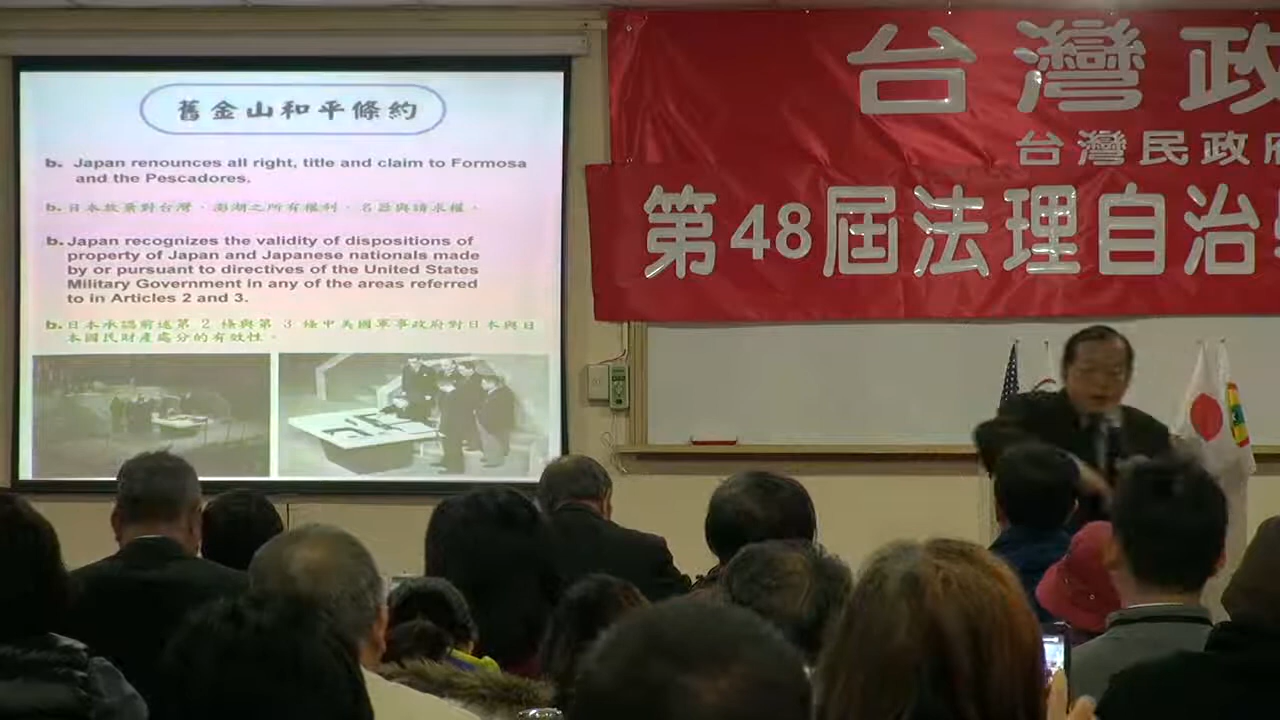 舊金山和平條約
b. Japan renounces all right, title and claim to Formosa
and the Pescadores.
b. 日本放棄對台灣、澎湖之所有權利、名器與請求權。
b. Japan recognizes the validity of dispositions of
property of Japan and Japanese nationals made
by or pursuant to directives of the United States
Military Government in any of the areas referred
to in Articles 2 and 3.
b. 日本承認前述第 2 條與第 3 條中美國軍事政府對日本與日
本國民財產處分的有效性。
台灣政
台灣民政府
第48屆法理自治